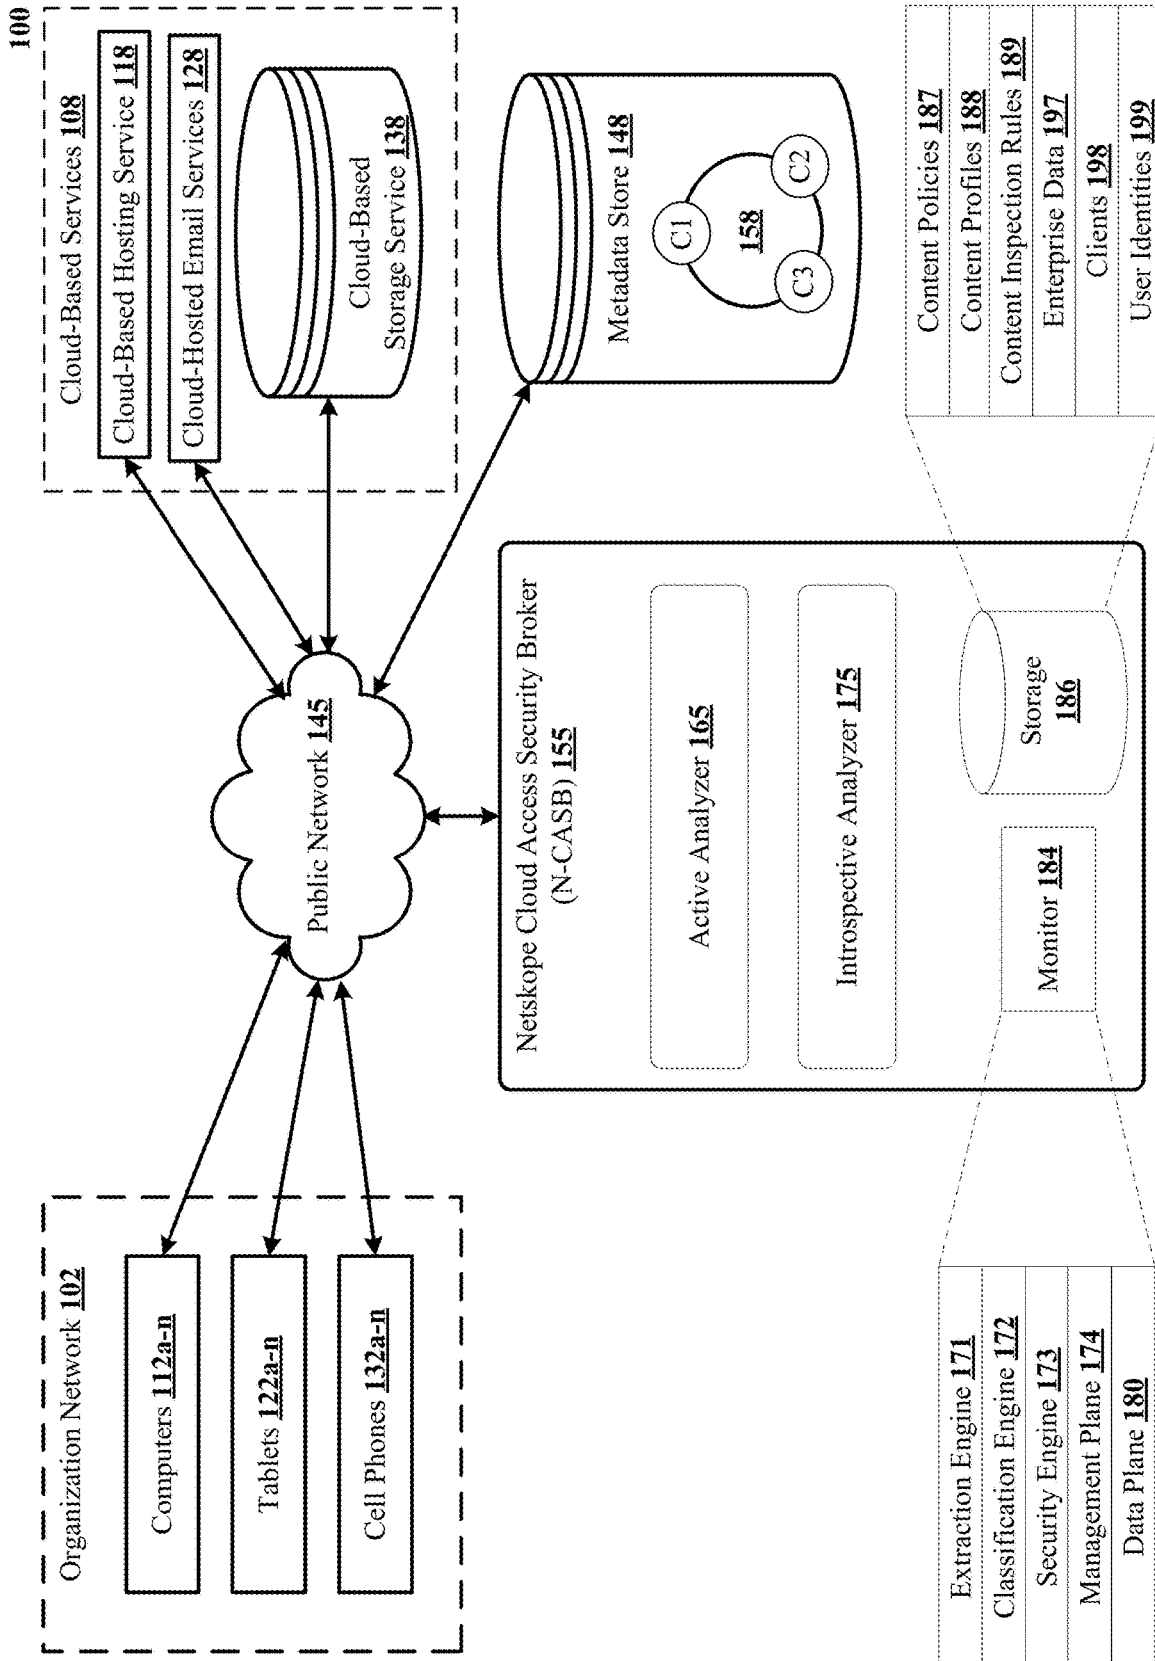 100
Organization Network 102
Computers 112a-n
Tablets 122a-n
Cell Phones 132a-n
Public Network 145
Cloud-Based Services 108
Cloud-Based Hosting Service 118
Cloud-Hosted Email Services 128
Cloud-Based
Storage Service 138
Metadata Store 148
C1
158
C3
C2
Netskope Cloud Access Security Broker
(N-CASB) 155
Active Analyzer 165
Introspective Analyzer 175
Monitor 184
Storage
186
Extraction Engine 171
Classification Engine 172
Security Engine 173
Management Plane 174
Data Plane 180
Content Policies 187
Content Profiles 188
Content Inspection Rules 189
Enterprise Data 197
Clients 198
User Identities 199